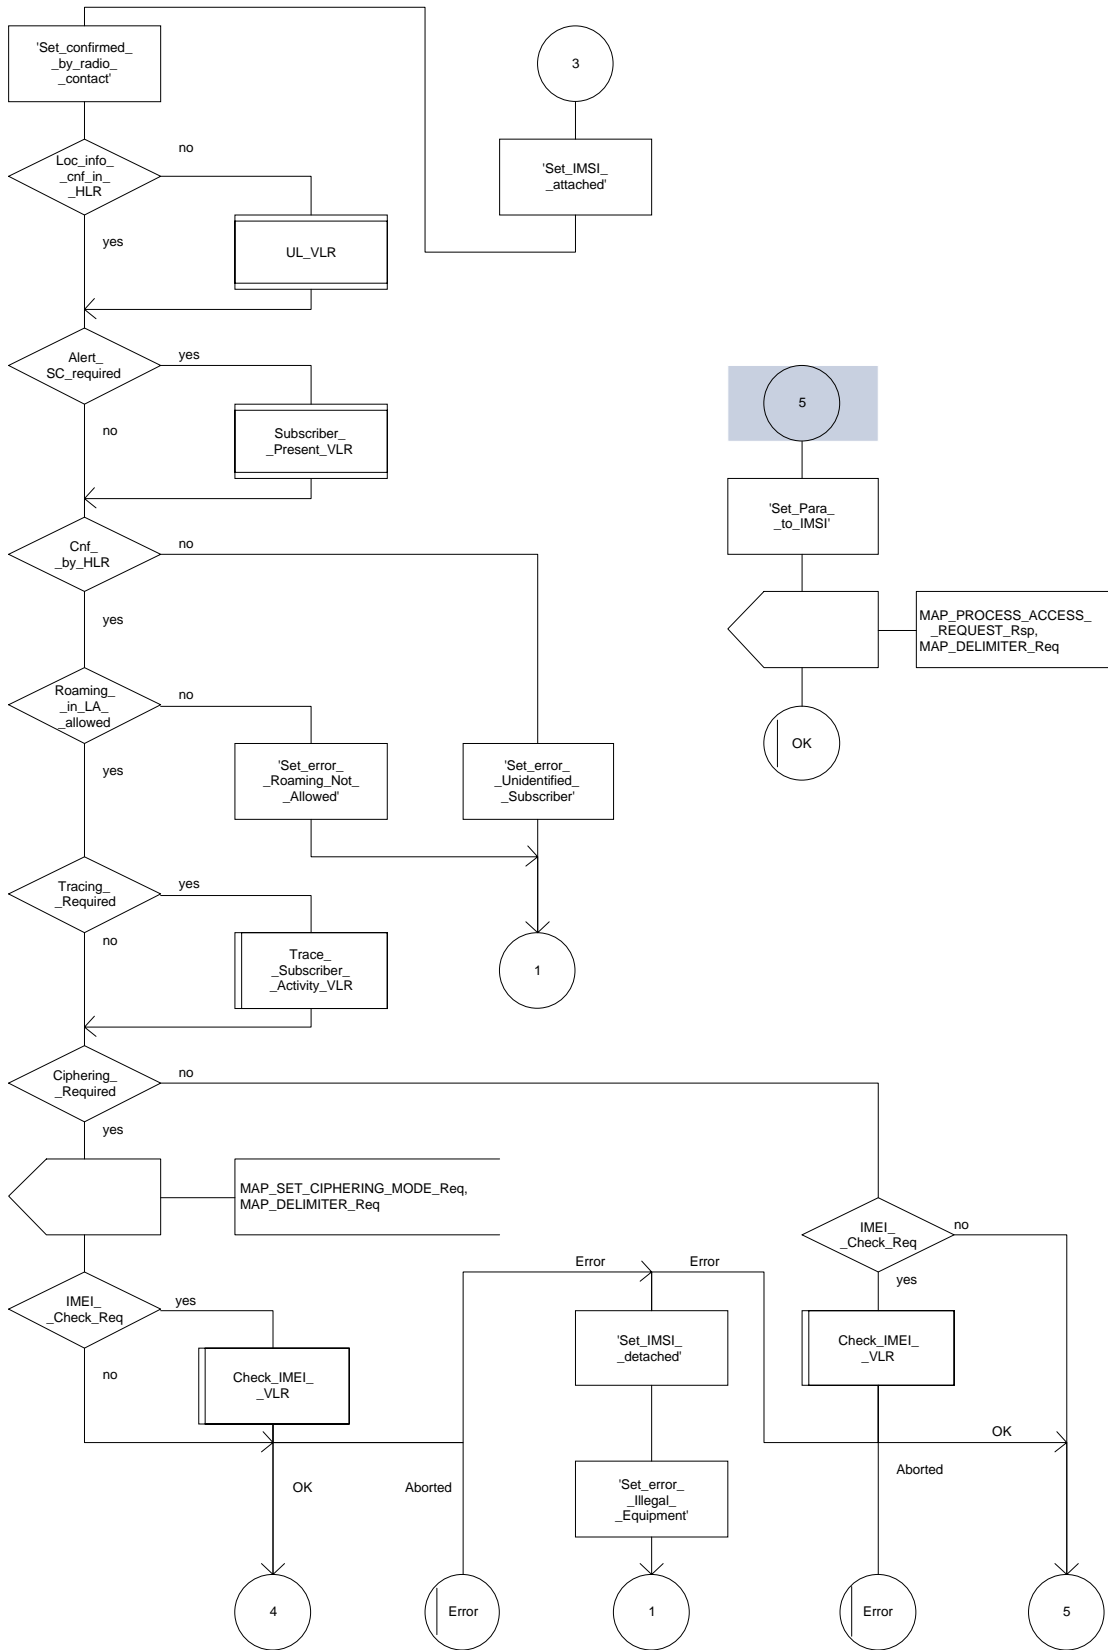 'Set_confirmed_
_by_radio_
_contact'
3
Loc_info_
_cnf_in_
_HLR
no
yes
'Set_IMSI_
_attached'
UL_VLR
Alert_
SC_required
yes
no
Subscriber_
_Present_VLR
5
'Set_Para_
_to_IMSI'
Cnf_
_by_HLR
no
yes
MAP_PROCESS_ACCESS_
_REQUEST_Rsp,
MAP_DELIMITER_Req
OK
Roaming_
_in_LA_
_allowed
no
yes
'Set_error_
_Roaming_Not_
_Allowed'
'Set_error_
_Unidentified_
_Subscriber'
Tracing_
_Required
yes
no
Trace_
_Subscriber_
_Activity_VLR
1
Ciphering_
_Required
no
yes
MAP_SET_CIPHERING_MODE_Req,
MAP_DELIMITER_Req
IMEI_
_Check_Req
no
yes
Error
Error
IMEI_
_Check_Req
yes
no
Check_IMEI_
_VLR
'Set_IMSI_
_detached'
Check_IMEI_
_VLR
OK
OK
Aborted
'Set_error_
_Illegal_
_Equipment'
Aborted
4
Error
1
Error
5